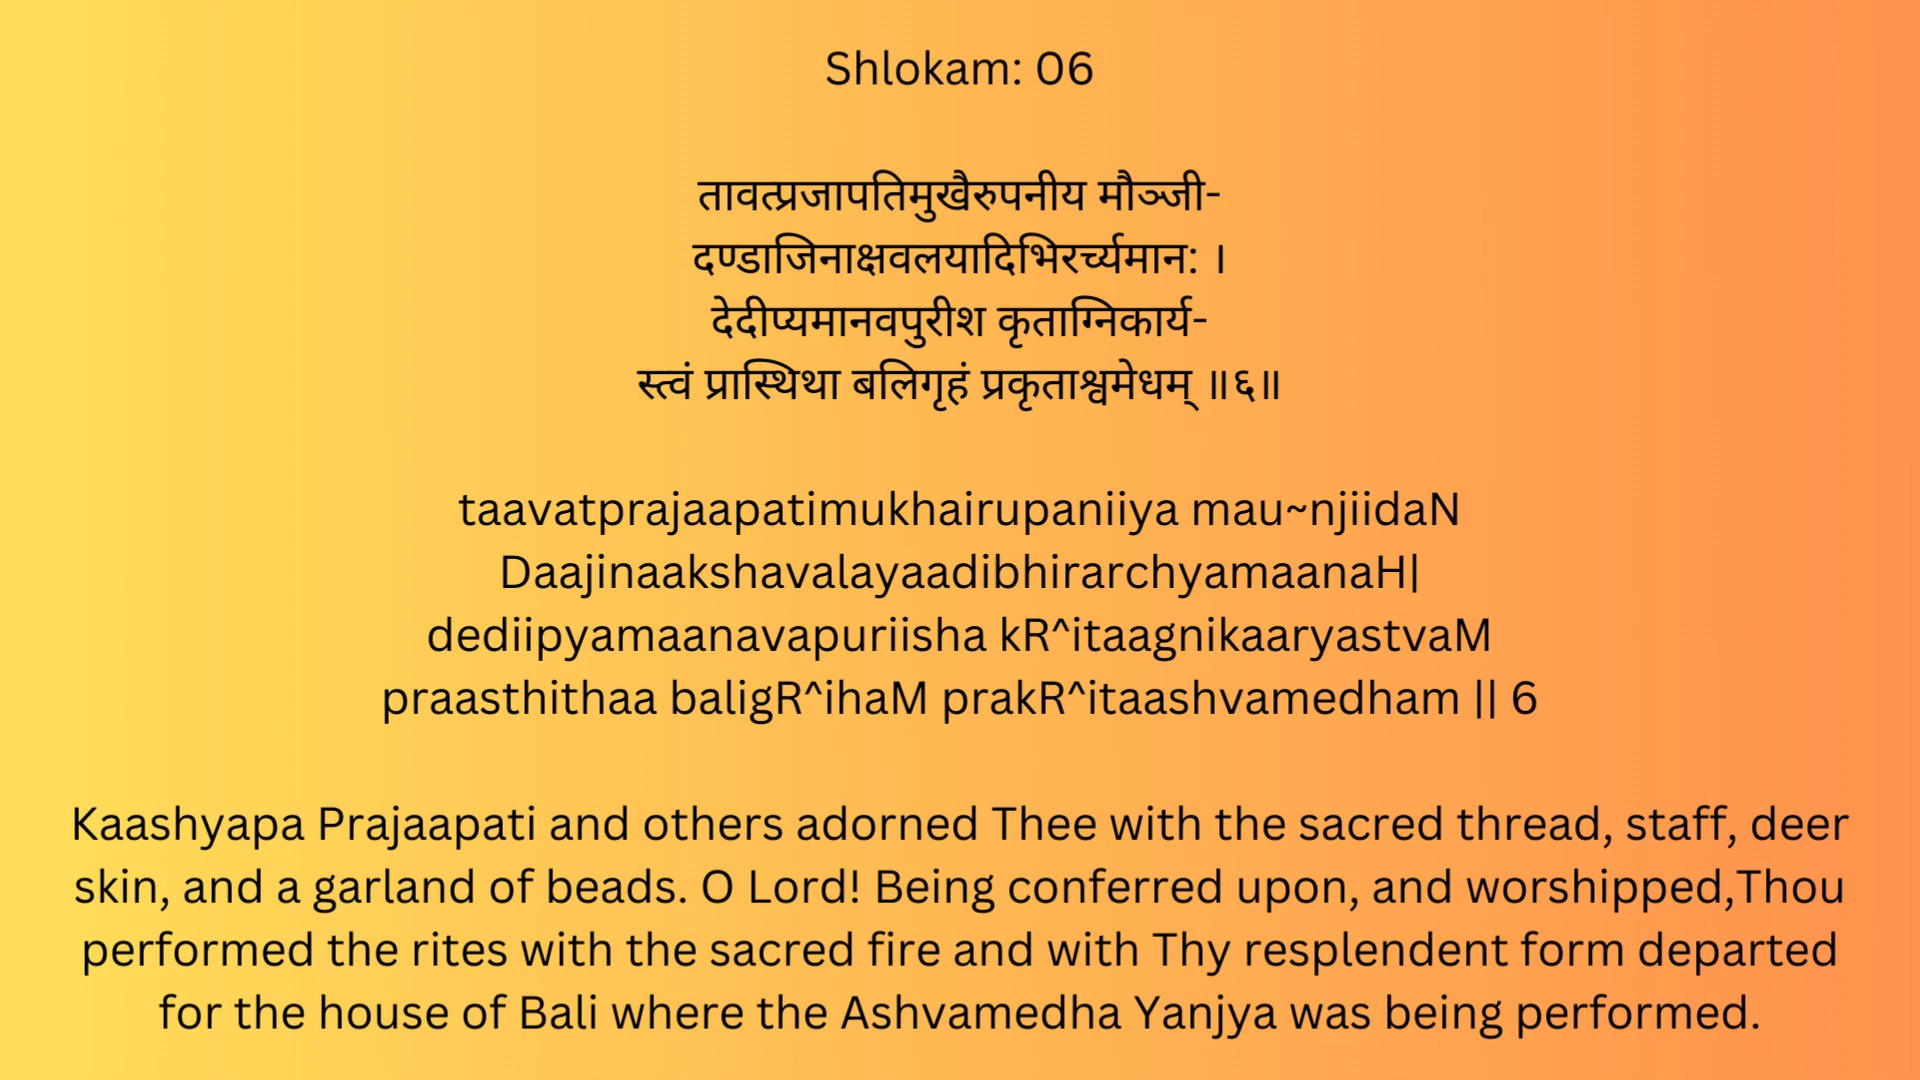 Shlokam: 06
तावत्प्रजापतिमुखैरुपनीय मौञ्जी-
दण्डाजिनाक्षवलयादिभिरर्च्यमान: ।
देदीप्यमानवपुरीश कृताग्निकार्य-
स्त्वं प्रास्थिथा बलिगृहं प्रकृताश्वमेधम् ॥६॥
taavatprajaapatimukhairupaniiya mau~njiidaN
Daajinaakshavalayaadibhirarchyamaanah|
dediipyamaanavapuriisha kR^itaagnikaaryastvaM
praasthithaa baligR^ihaM prakR^itaashvamedham || 6
Kaashyapa Prajaapati and others adorned Thee with the sacred thread, staff, deer
skin, and a garland of beads. O Lord! Being conferred upon, and worshipped,Thou
performed the rites with the sacred fire and with Thy resplendent form departed
for the house of Bali where the Ashvamedha Yanjya was being performed.